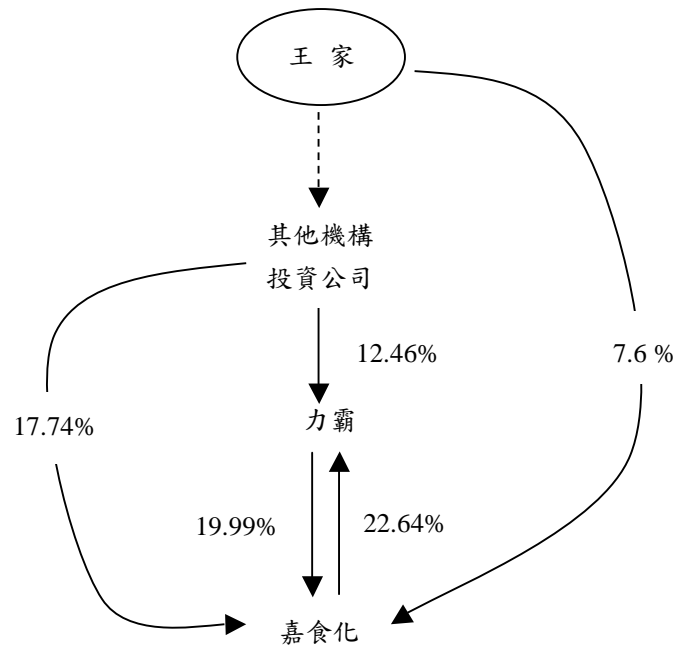 王 家
其他機構
投資公司
12.46%
7.6 %
力霸
17.74%
19.99%
22.64%
嘉食化